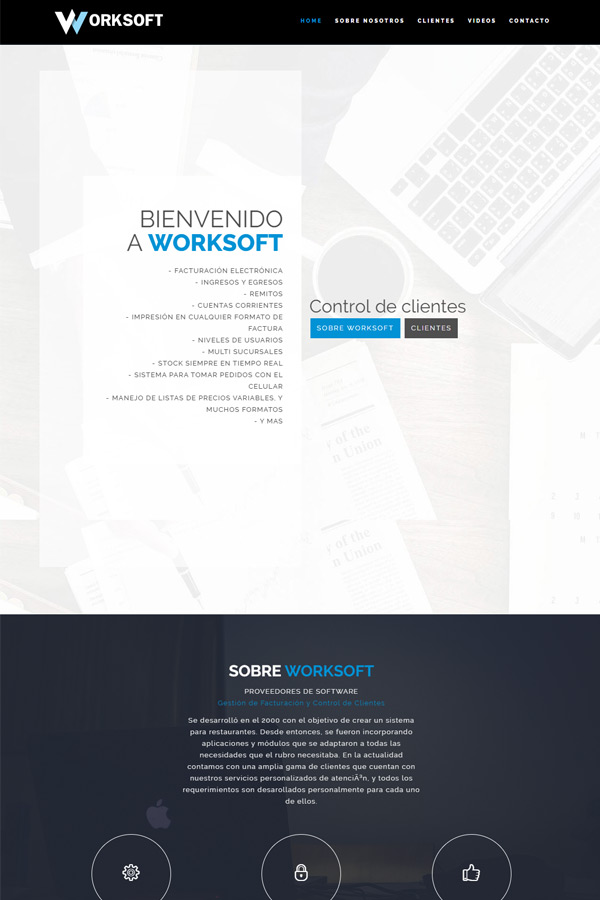 WORKSOFT
HOME SOBRE NOSOTROS CLIENTES VIDEOS CONTACTO
BIENVENIDO
A WORKSOFT
- FACTURACIÓN ELECTRÓNICA
- INGRESOS Y EGRESOS
- REMITOS
- CUENTAS CORRIENTES
- IMPRESIÓN EN CUALQUIER FORMATO DE
FACTURA
- NIVELES DE USUARIOS
- MULTI SUCURSALES
- STOCK SIEMPRE EN TIEMPO REAL
- SISTEMA PARA TOMAR PEDIDOS CON EL
CELULAR
- MANEJO DE LISTAS DE PRECIOS VARIABLES, Y
MUCHOS FORMATOS
- Y MAS
Control de clientes
SOBRE WORKSOFT CLIENTES
y of the
n Union
y of the
n Union
SOBRE WORKSOFT
PROVEEDORES DE SOFTWARE
Gestión de Facturación y Control de Clientes
Se desarrolló en el 2000 con el objetivo de crear un sistema
para restaurantes. Desde entonces, se fueron incorporando
aplicaciones y módulos que se adaptaron a todas las
necesidades que el rubro necesitaba. En la actualidad
contamos con una amplia gama de clientes que cuentan con
nuestros servicios personalizados de atenciÃ³n, y todos los
requerimientos son desarollados personalmente para cada uno
de ellos.